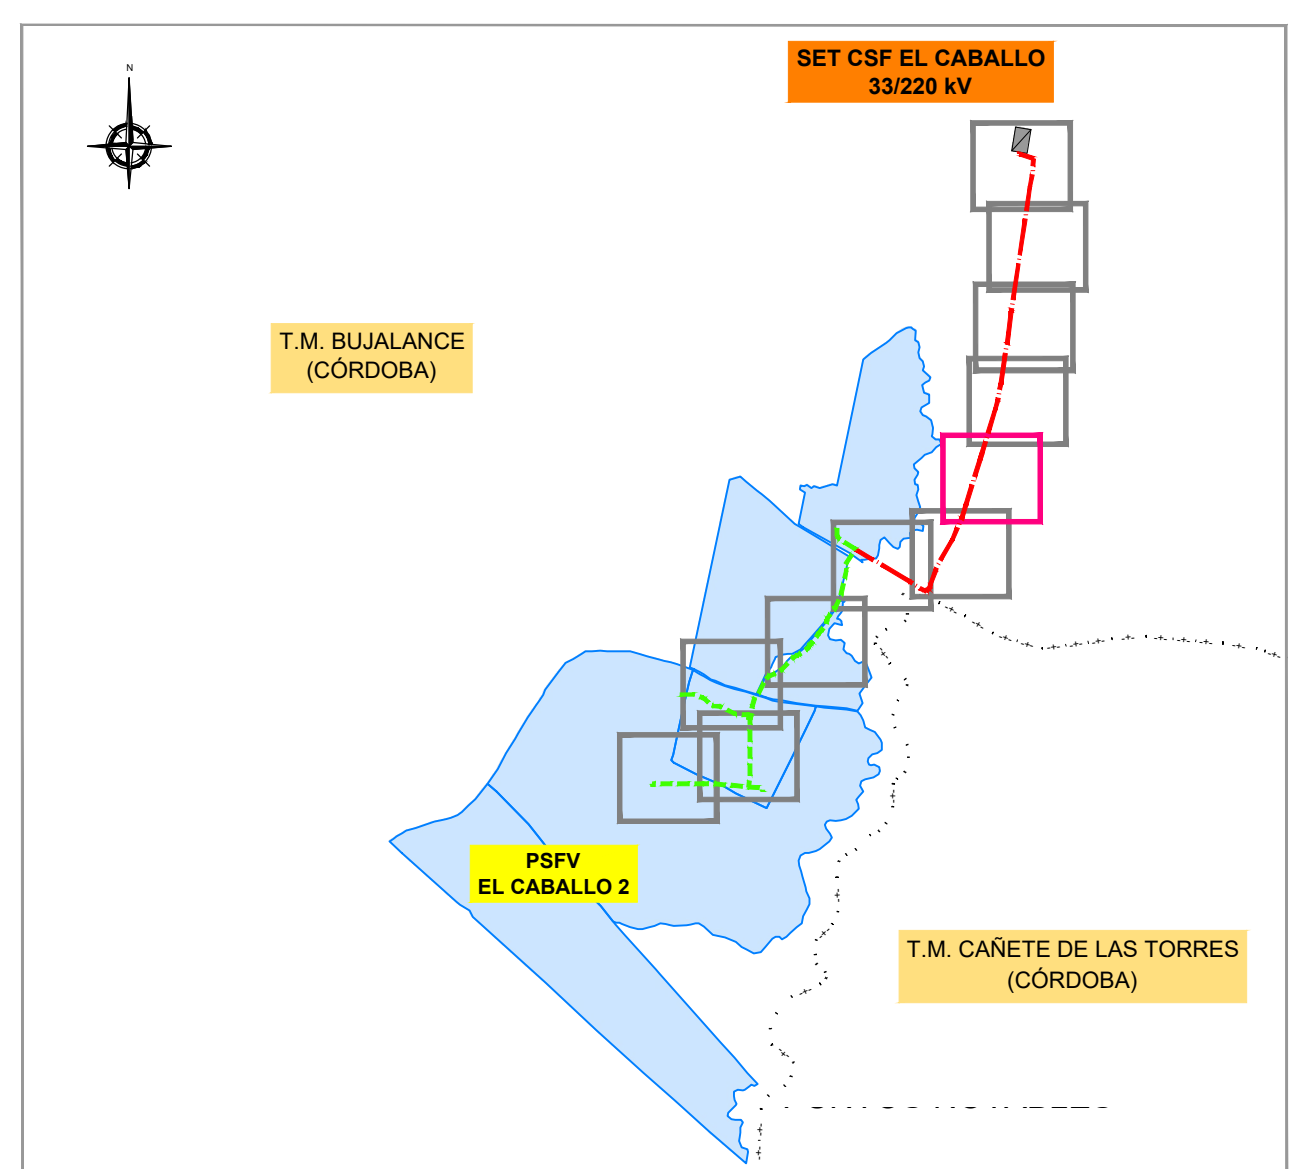 SET CSF EL CABALLO
33/220 kV
N
T.M. BUJALANCE
(CÓRDOBA)
PSFV
EL CABALLO 2
T.M. CAÑETE DE LAS TORRES
(CÓRDOBA)